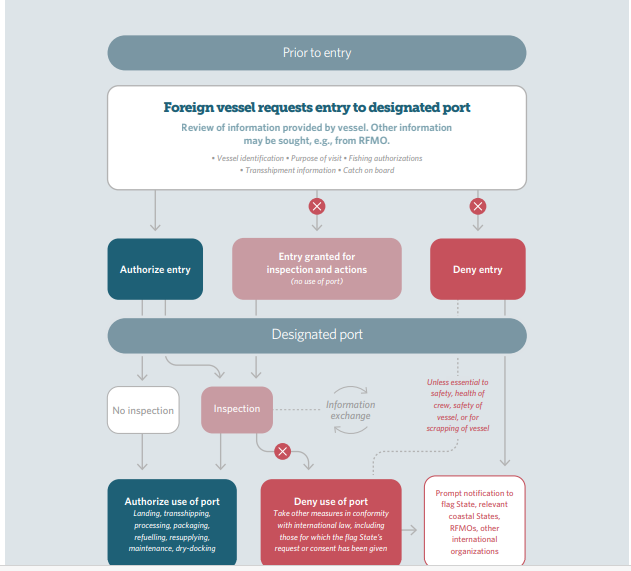 Prior to entry
Foreign vessel requests entry to designated port
Review of information provided by vessel. Other information
may be sought, e.g., from RFMO.
• Vessel identification • Purpose of visit • Fishing authorizations
• Transshipment information • Catch on board
Authorize entry
Entry granted for
inspection and actions
(no use of port)
Deny entry
Designated port
No inspection
Inspection
Information
exchange
Unless essential to
safety, health of
crew, safety of
vessel, or for
scrapping of vessel
Authorize use of port
Landing, transshipping,
processing, packaging,
refuelling, resupplying,
maintenance, dry-docking
Deny use of port
Take other measures in conformity
with international law, including
those for which the flag State's
request or consent has been given
Prompt notification to
flag State, relevant
coastal States,
RFMOs, other
international
organizations